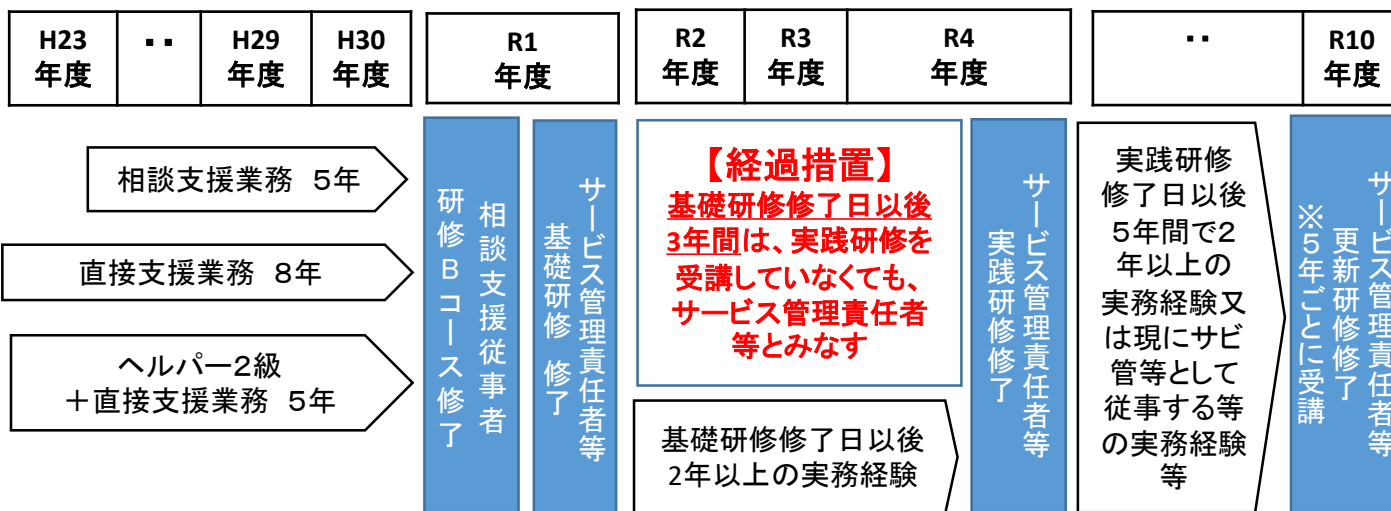 H23
年度
‥
H29
年度
H30
年度
R1
年度
R2
年度
R3
年度
R4
年度
‥
R10
年度
相談支援業務 5年
直接支援業務 8年
ヘルパー2級
＋直接支援業務 5年
相談支援従事者
研修Bコース修了
サービス管理責任者等
基礎研修 修了
【経過措置】
基礎研修修了日以後
3年間は、実践研修を
受講していなくても、
サービス管理責任者
等とみなす
基礎研修修了日以後
2年以上の実務経験
サービス管理責任者等
実践研修修了
実践研修
修了日以後
5年間で2
年以上の
実務経験又
は現にサビ
管等として
従事する等
の実務経験
等
サービス管理責任者等
更新研修修了
※5年ごとに受講